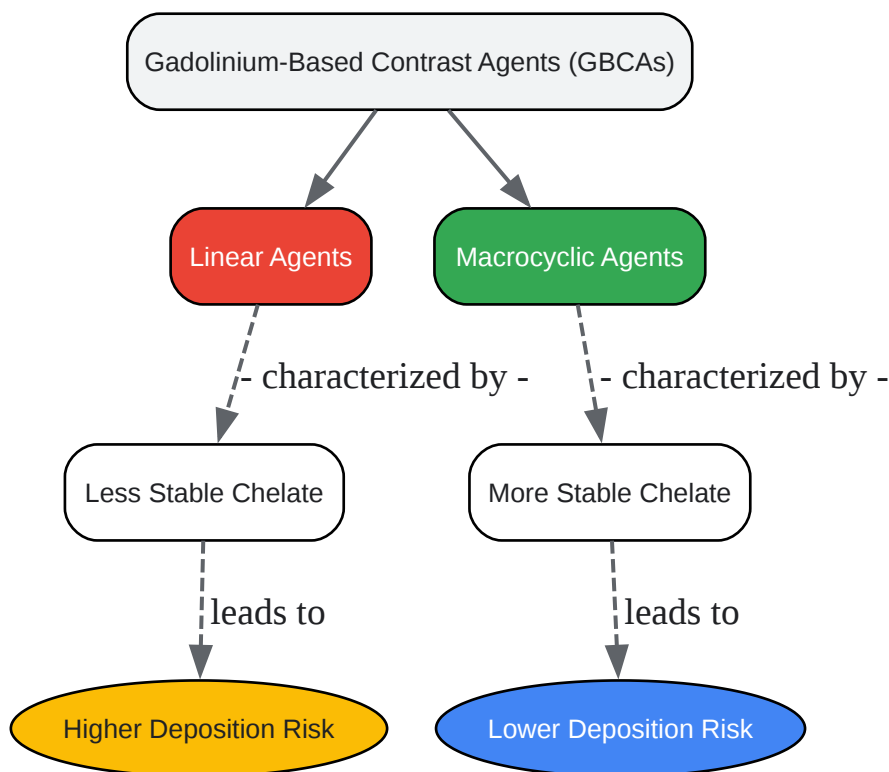 Gadolinium-Based Contrast Agents (GBCAs)
Linear Agents
Macrocyclic Agents
- characterized by -
- characterized by -
Less Stable Chelate
More Stable Chelate
leads to
leads to
Higher Deposition Risk
Lower Deposition Risk